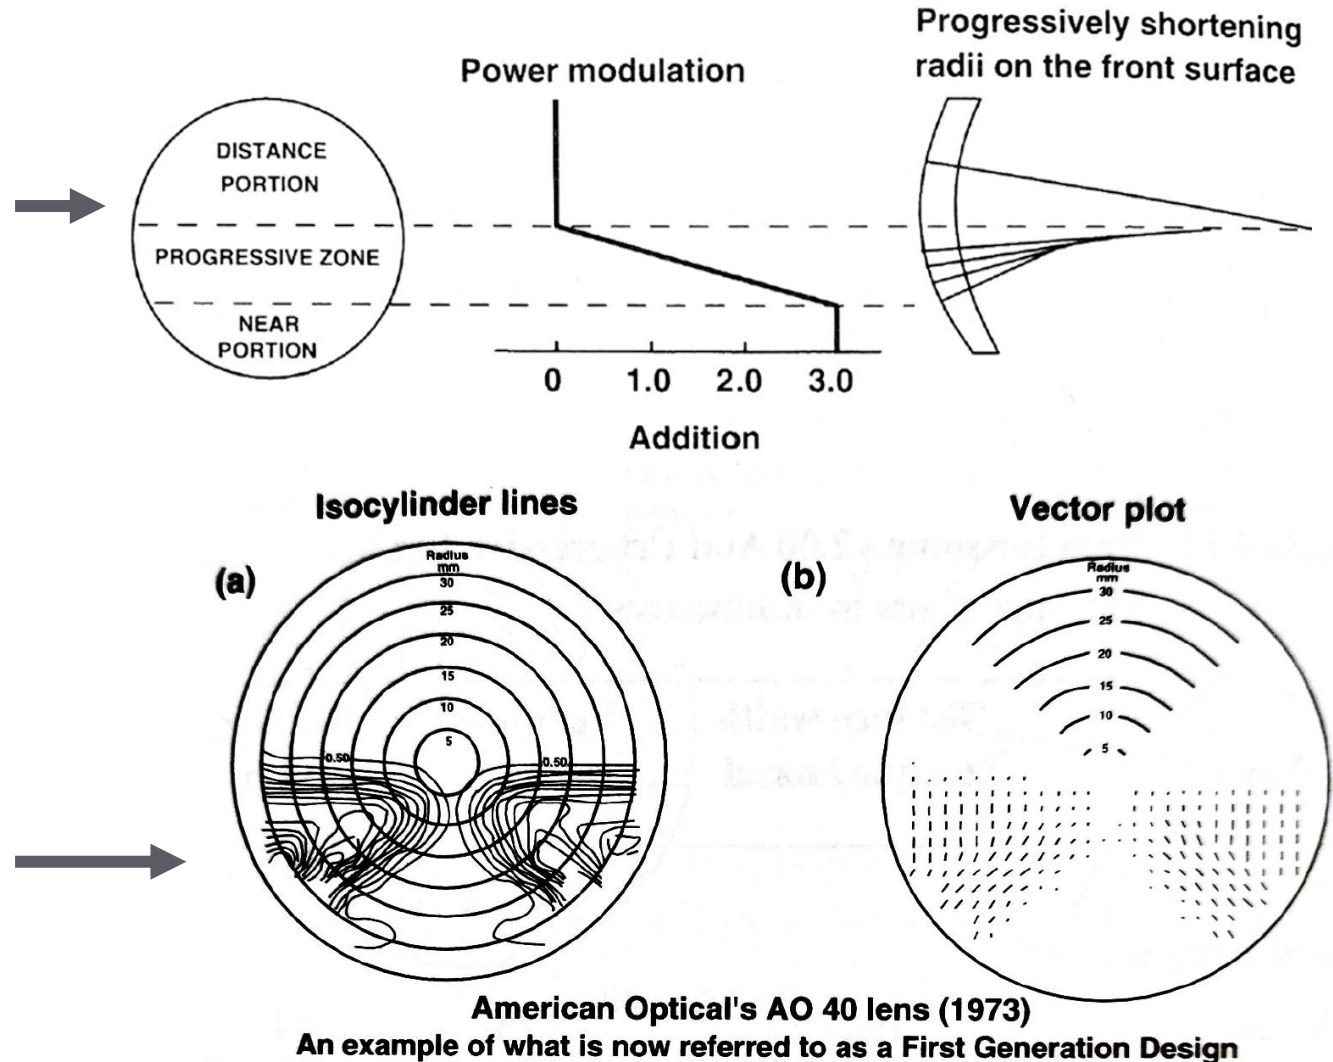 Progressively shortening
radii on the front surface
Power modulation
DISTANCE
PORTION
PROGRESSIVE ZONE
NEAR
PORTION
0 1.0 2.0 3.0
Addition
Isocylinder lines
Vector plot
(a)
Radius
mm
30
25
20
15
10
5
0.50
0.50
(b)
Radius
mm
30
25
20
15
10
5
American Optical's AO 40 lens (1973)
An example of what is now referred to as a First Generation Design